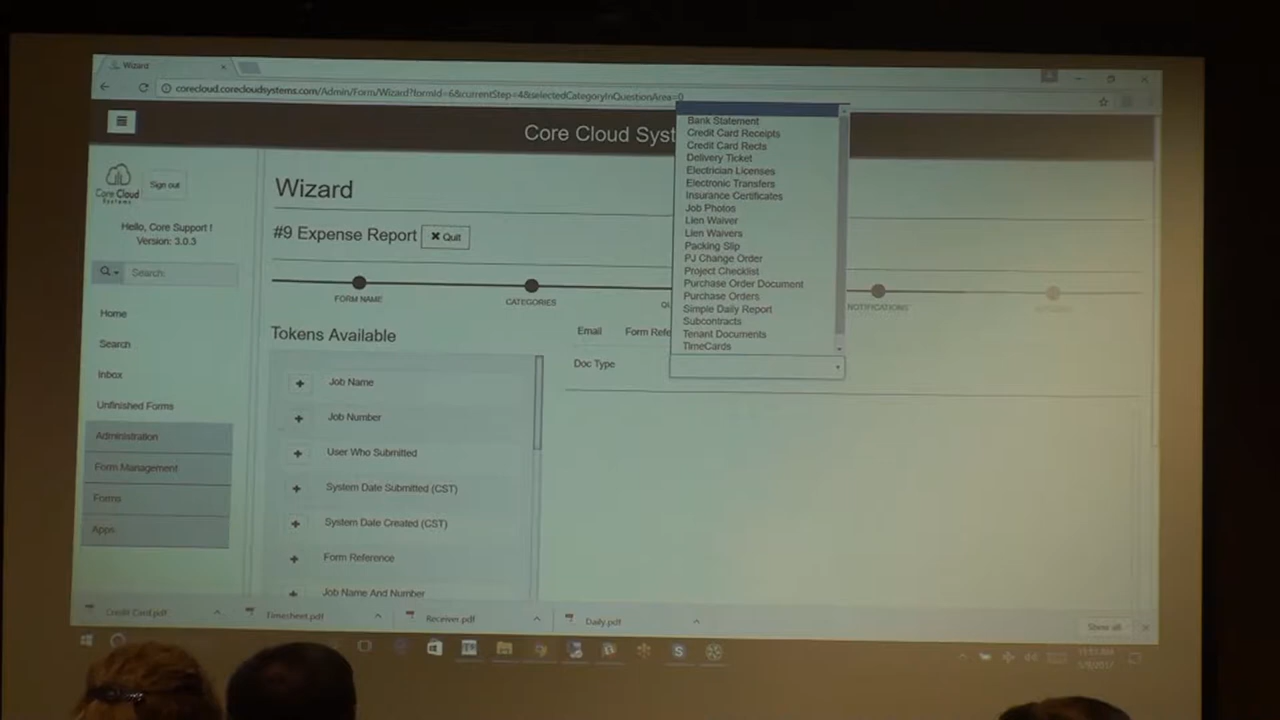 Wizard
corecloud.corecloudsystems.com/Admin/Form/Wizard?formId=6&currentStep=4&selectedCategoryInQuestionArea=0
Core Cloud Syst
Core Cloud
Systems
Sign out
Hello, Core Support !
Version: 3.0.5
Search:
Home
Search
Inbox
Unfinished Forms
Administration
Form Management
Forms
Apps
Wizard
#9 Expense Report
✖ Quit
FORM NAME
CATEGORIES
QU
NOTIFICATIONS
Tokens Available
+ Job Name
+ Job Number
+ User Who Submitted
+ System Date Submitted (CST)
+ System Date Created (CST)
+ Form Reference
+ Job Name And Number
Email
Form Refe
Doc Type
Bank Statement
Credit Card Receipts
Credit Card Rects
Delivery Ticket
Electrician Licenses
Electronic Transfers
Insurance Certificates
Job Photos
Lien Waiver
Lien Waivers
Packing Slip
PJ Change Order
Project Checklist
Purchase Order Document
Purchase Orders
Simple Daily Report
Subcontracts
Tenant Documents
TimeCards
Credit Card.pdf
Timesheet.pdf
Receiver.pdf
Daily.pdf
Show all